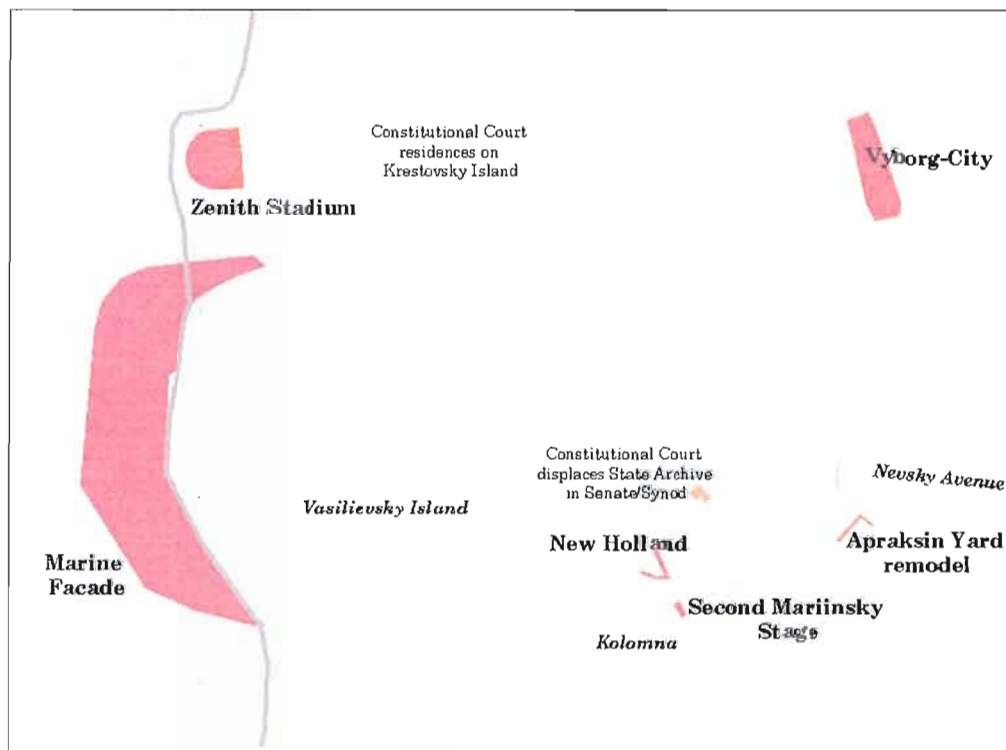 Constitutional Court
residences on
Krestovsky Island
Vyborg-City
Zenith Stadium
Constitutional Court
displaces State Archive
in Senate/Synod
Nevsky Avenue
Vasilievsky Island
New Holland
Apraksin Yard
remodel
Marine
Facade
Second Mariinsky
Stage
Kolomna